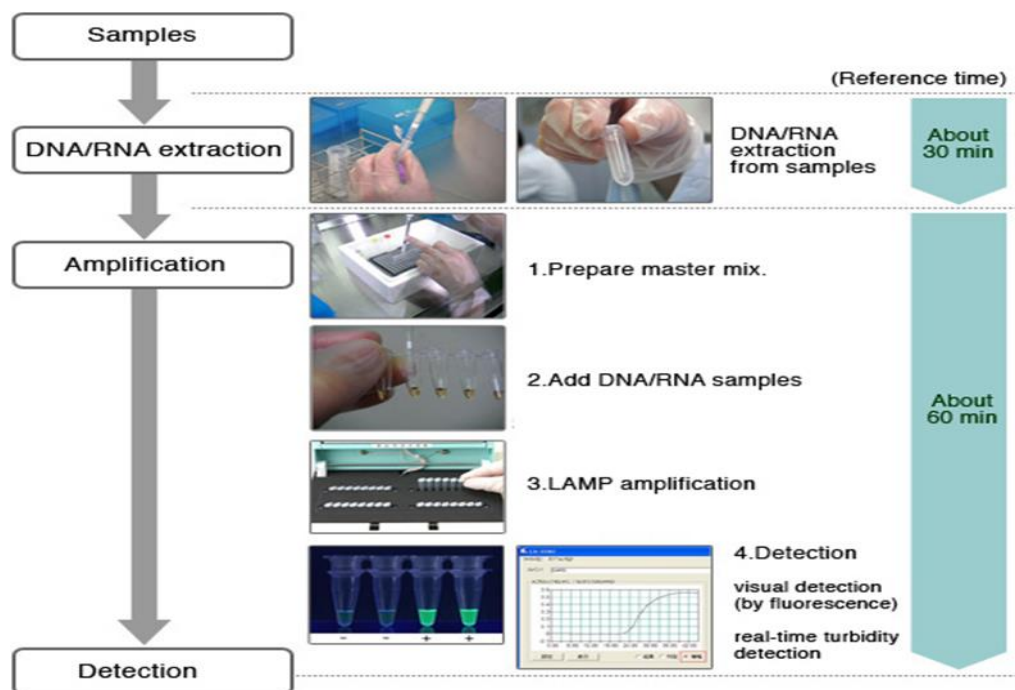 Samples
(Reference time)
DNA/RNA extraction
DNA/RNA
extraction
from samples
About
30 min
Amplification
1.Prepare master mix.
2.Add DNA/RNA samples
About
60 min
3.LAMP amplification
4.Detection
visual detection
(by fluorescence)
real-time turbidity
detection
− − + +
Detection